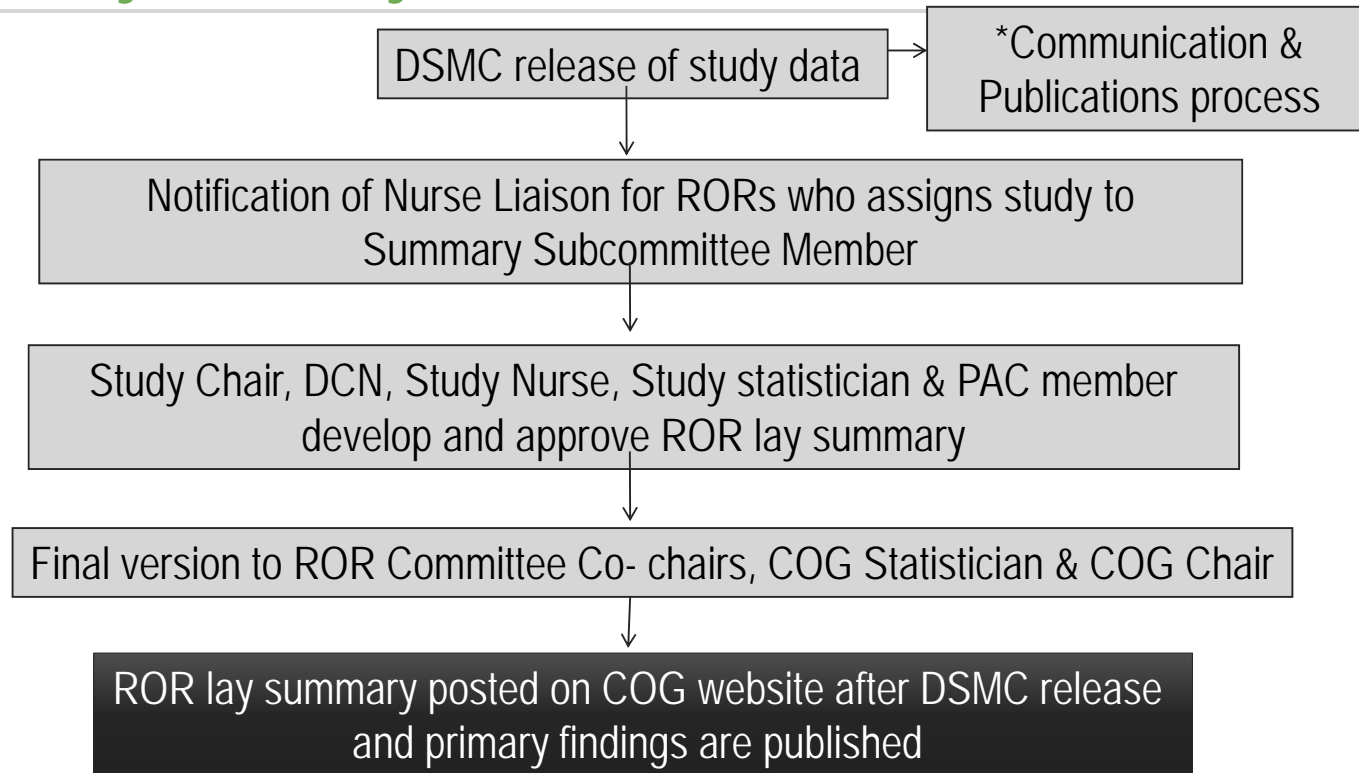 DSMC release of study data
*Communication &
Publications process
Notification of Nurse Liaison for RORs who assigns study to
Summary Subcommittee Member
Study Chair, DCN, Study Nurse, Study statistician & PAC member
develop and approve ROR lay summary
Final version to ROR Committee Co- chairs, COG Statistician & COG Chair
ROR lay summary posted on COG website after DSMC release
and primary findings are published